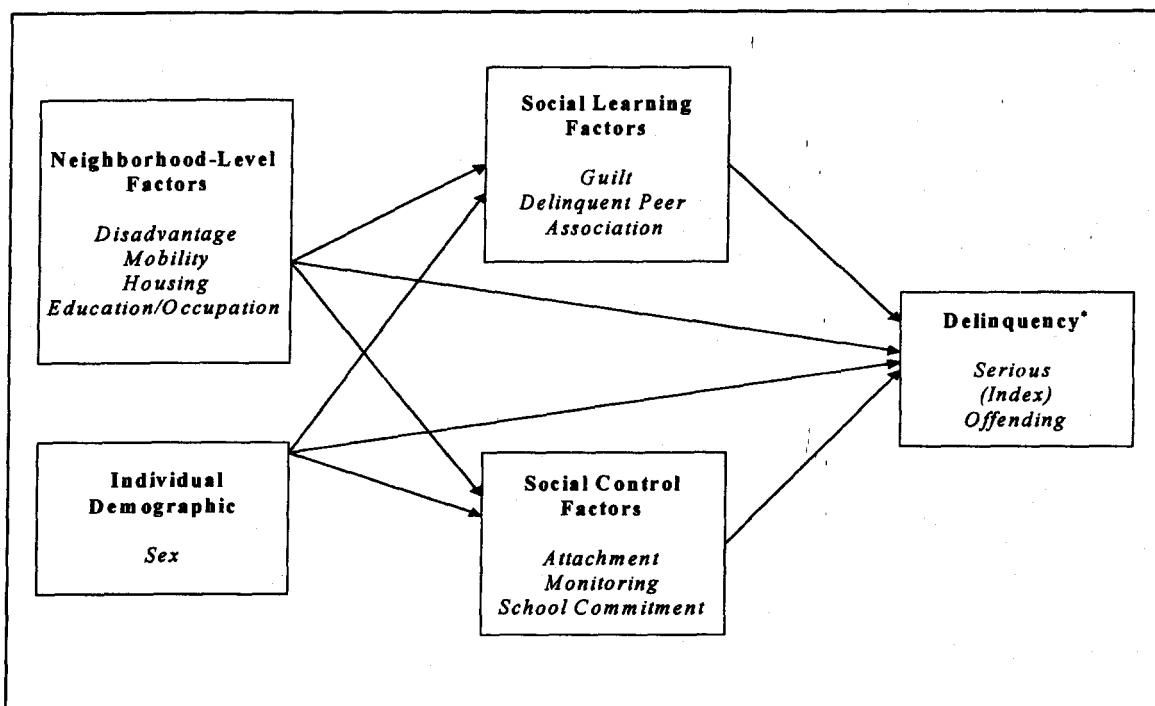 Neighborhood-Level
Factors
Disadvantage
Mobility
Housing
Education/Occupation
Individual
Demographic
Sex
Social Learning
Factors
Guilt
Delinquent Peer
Association
Social Control
Factors
Attachment
Monitoring
School Commitment
Delinquency*
Serious
(Index)
Offending